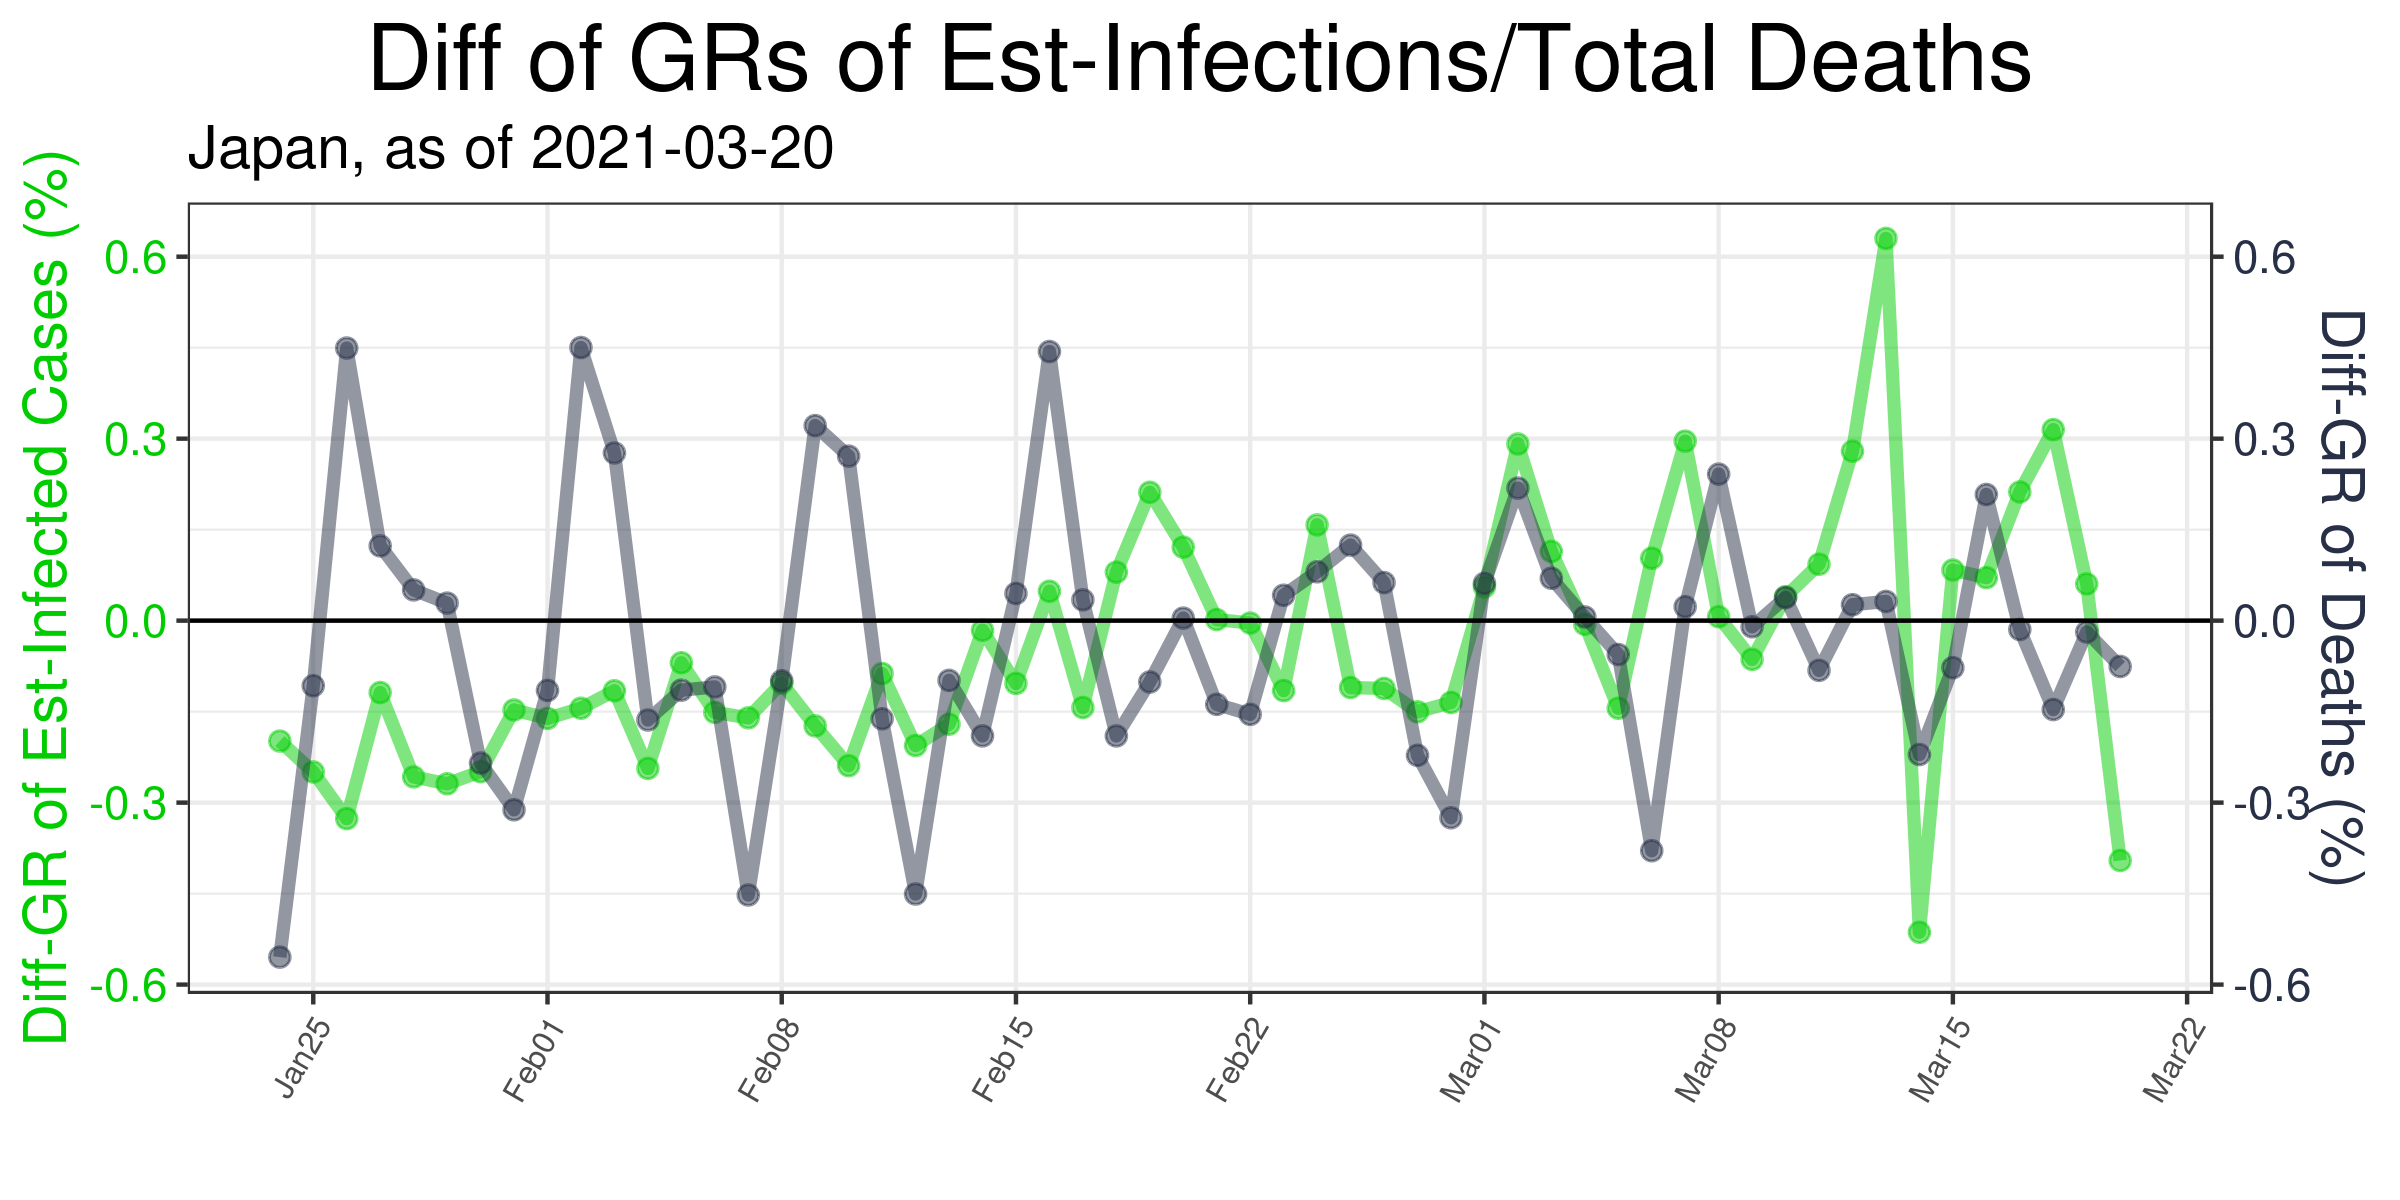 Diff of GRs of Est-Infections/Total Deaths
Japan, as of 2021-03-20
Diff-GR of Est-Infected Cases (%)
0.6
0.3
0.0
-0.3
-0.6
0.6
0.3
0.0
-0.3
-0.6
Diff-GR of Deaths (%)
Jan25
Feb01
Feb08
Feb15
Feb22
Mar01
Mar08
Mar15
Mar22